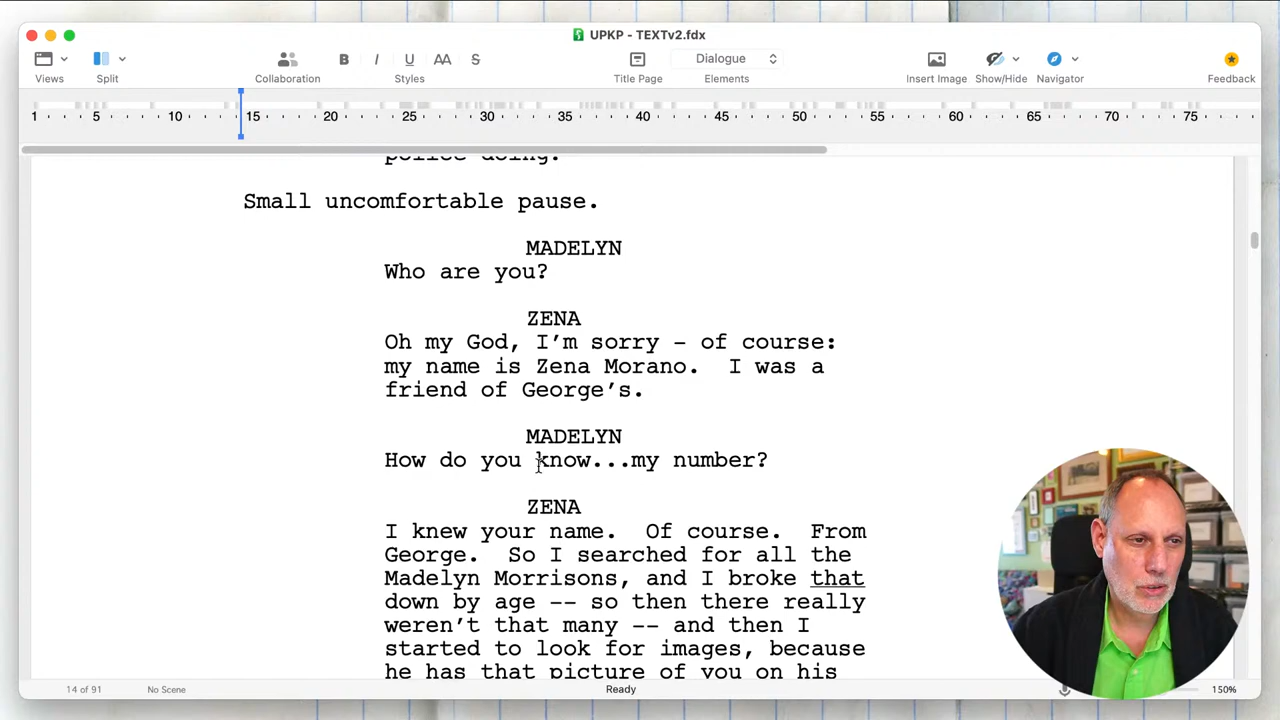 UPKP - TEXTv2.fdx
Views
Split
Collaboration
B I U AA S
Styles
Title Page
Dialogue
Elements
Insert Image
Show/Hide
Navigator
Feedback
1 5 10 15 20 25 30 35 40 45 50 55 60 65 70 75
police doing.
Small uncomfortable pause.
MADELYN
Who are you?
ZENA
Oh my God, I’m sorry – of course:
my name is Zena Morano.  I was a
friend of George’s.
MADELYN
How do you know...my number?
ZENA
I knew your name.  Of course.  From
George.  So I searched for all the
Madelyn Morrisons, and I broke that
down by age -- so then there really
weren’t that many -- and then I
started to look for images, because
he has that picture of you on his
14 of 91
No Scene
Ready
150%